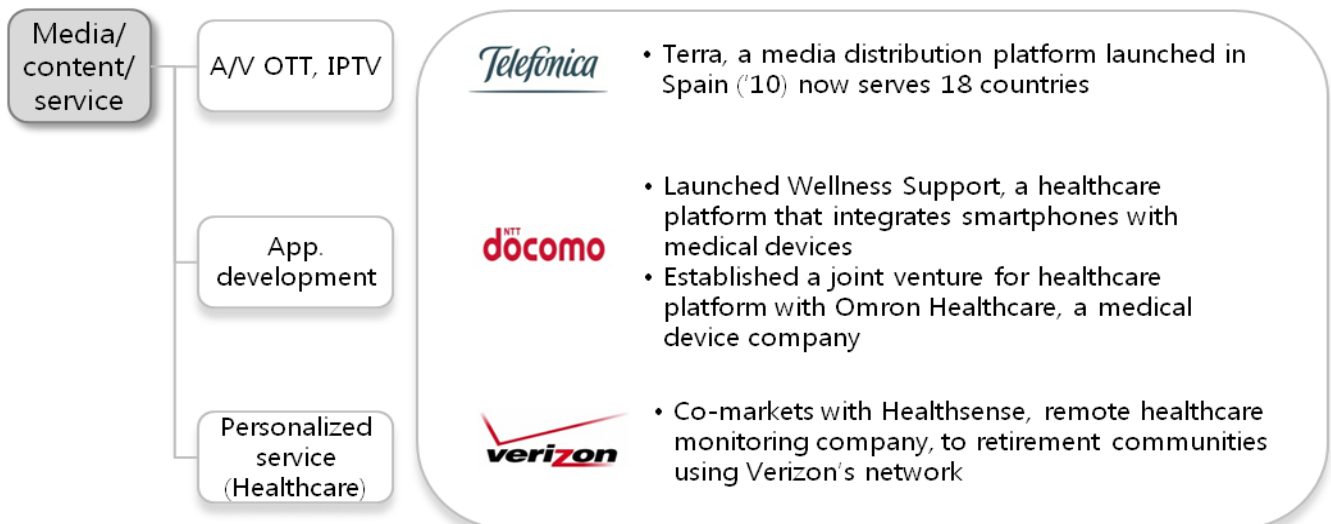 Media/
content/
service
A/V OTT, IPTV
Telefónica
• Terra, a media distribution platform launched in
Spain ('10) now serves 18 countries
App.
development
NTT
döcomo
• Launched Wellness Support, a healthcare
platform that integrates smartphones with
medical devices
• Established a joint venture for healthcare
platform with Omron Healthcare, a medical
device company
Personalized
service
(Healthcare)
verizon
• Co-markets with Healthsense, remote healthcare
monitoring company, to retirement communities
using Verizon's network